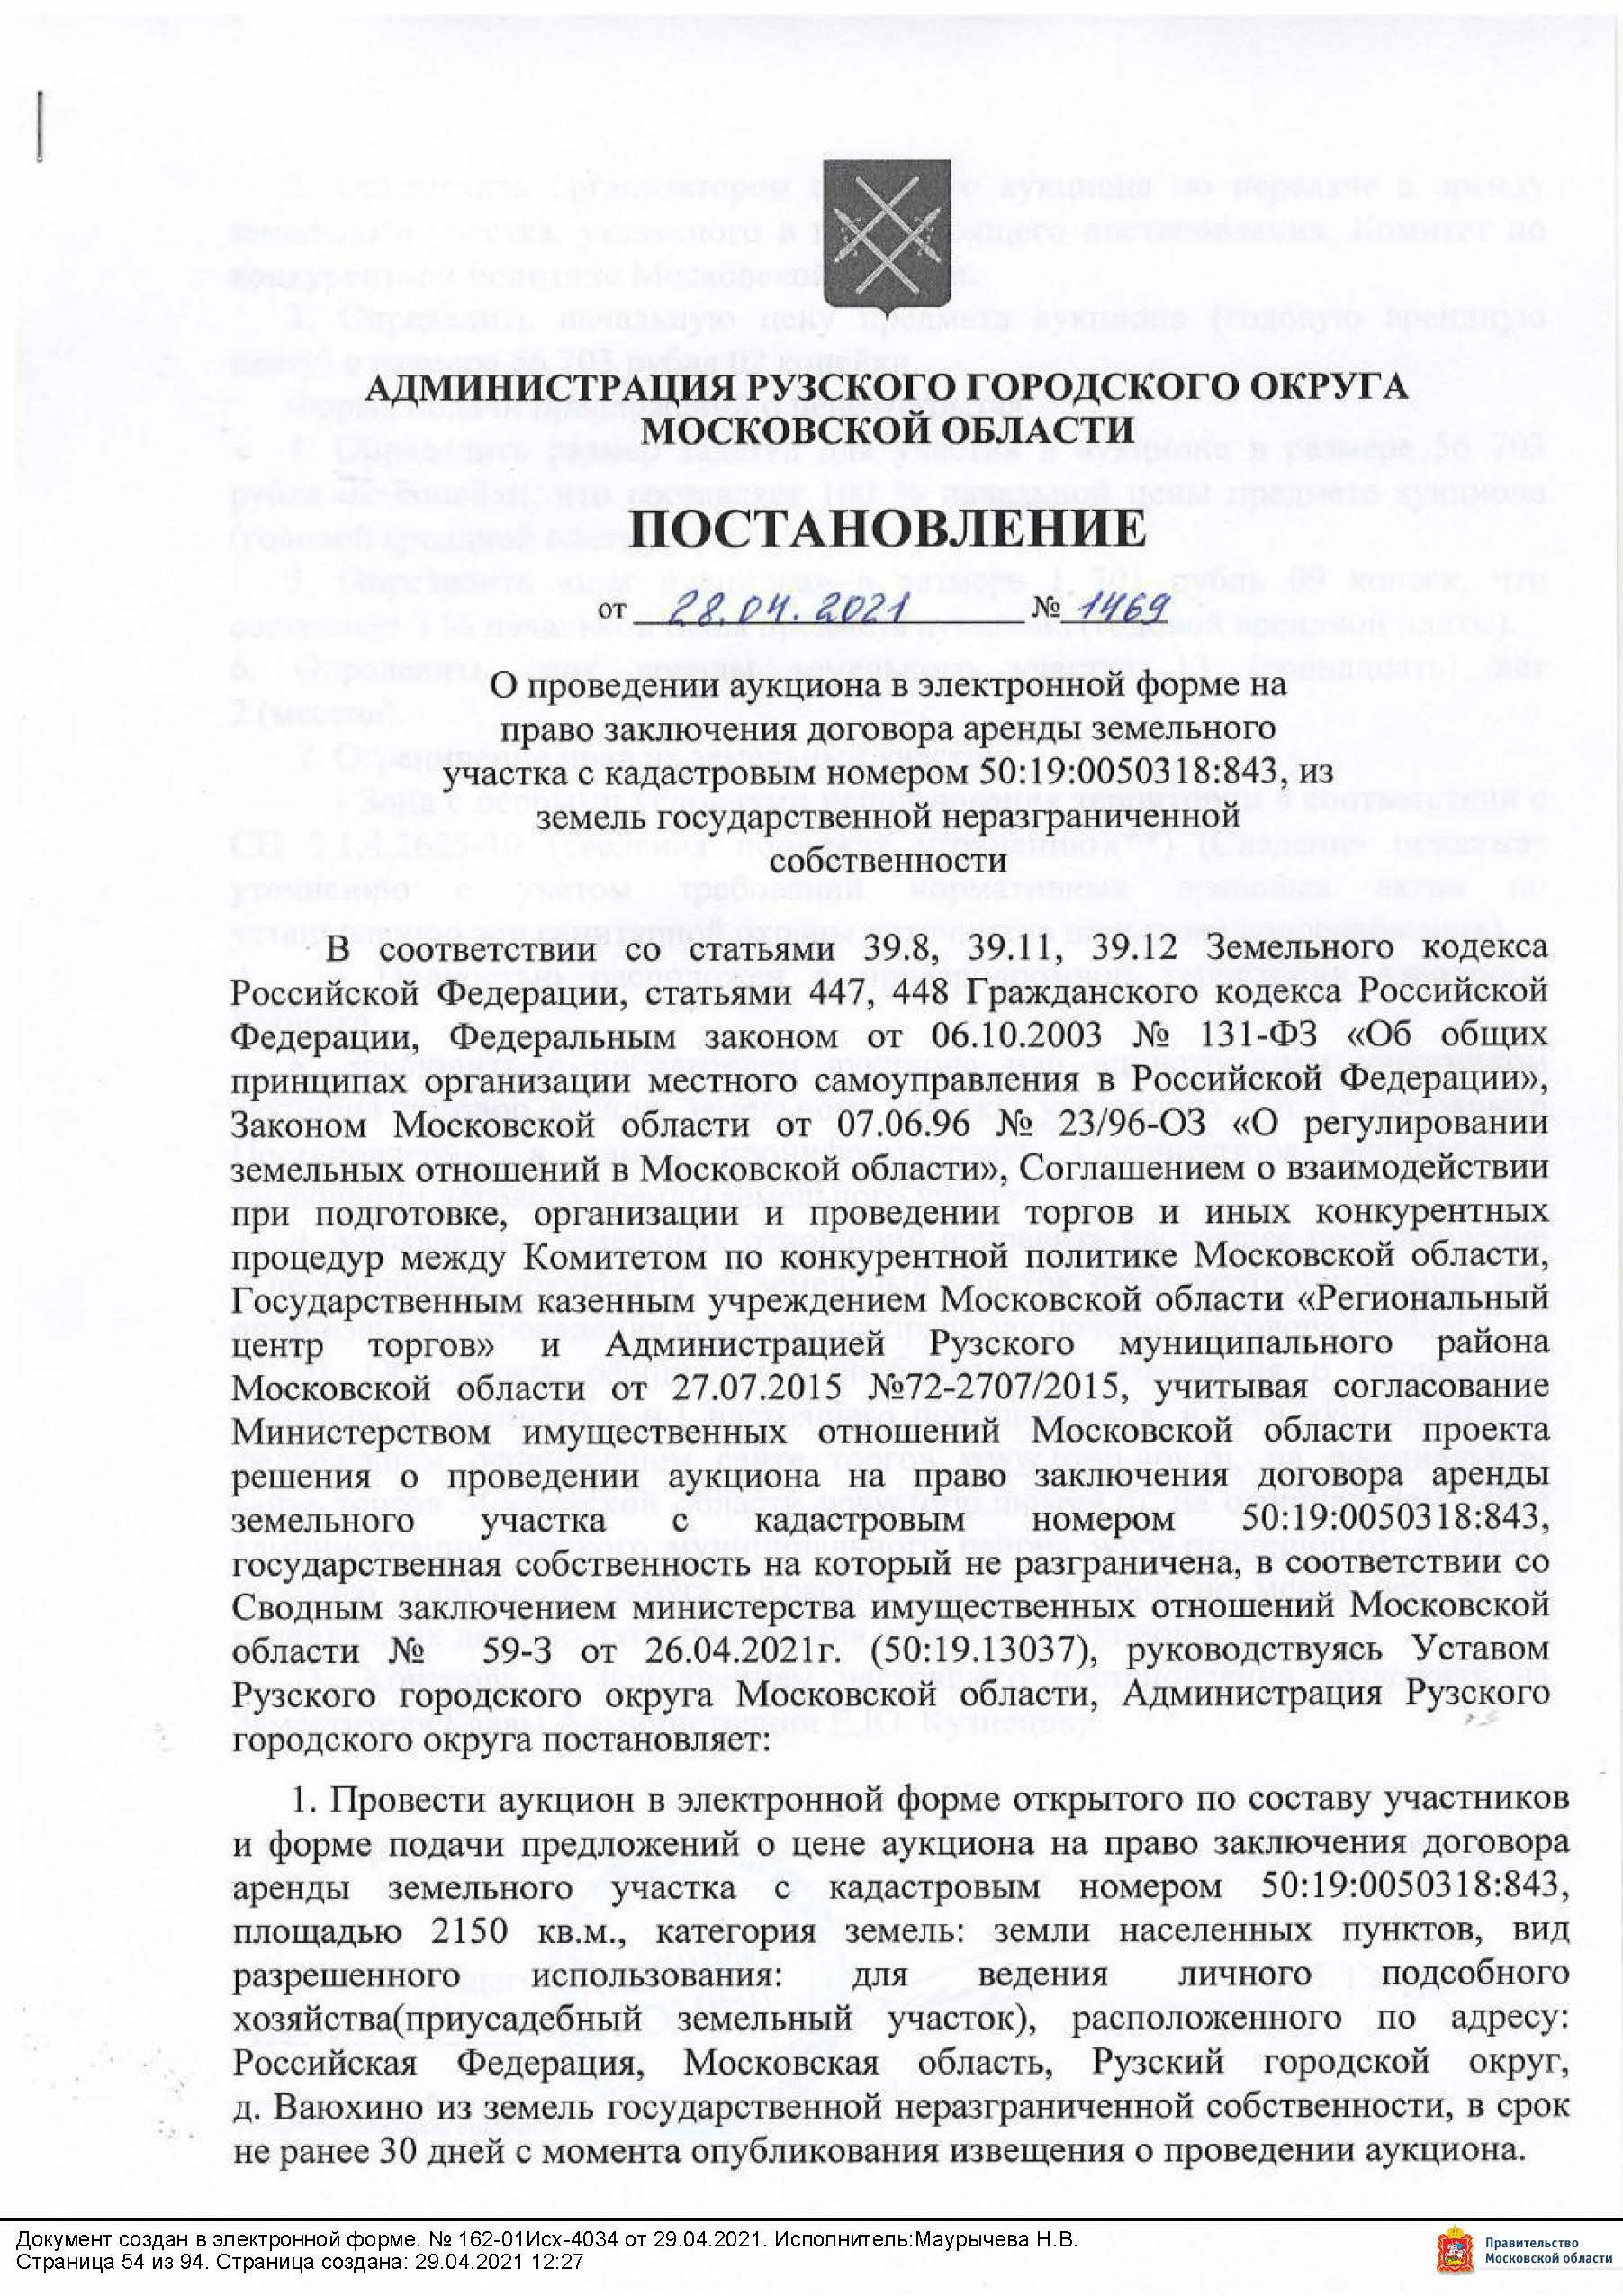 АДМИНИСТРАЦИЯ РУЗСКОГО ГОРОДСКОГО ОКРУГА
МОСКОВСКОЙ ОБЛАСТИ
ПОСТАНОВЛЕНИЕ
от 28.04.2021 № 1469
О проведении аукциона в электронной форме на
право заключения договора аренды земельного
участка с кадастровым номером 50:19:0050318:843, из
земель государственной неразграниченной
собственности
В соответствии со статьями 39.8, 39.11, 39.12 Земельного кодекса
Российской Федерации, статьями 447, 448 Гражданского кодекса Российской
Федерации, Федеральным законом от 06.10.2003 № 131-ФЗ «Об общих
принципах организации местного самоуправления в Российской Федерации»,
Законом Московской области от 07.06.96 № 23/96-ОЗ «О регулировании
земельных отношений в Московской области», Соглашением о взаимодействии
при подготовке, организации и проведении торгов и иных конкурентных
процедур между Комитетом по конкурентной политике Московской области,
Государственным казенным учреждением Московской области «Региональный
центр торгов» и Администрацией Рузского муниципального района
Московской области от 27.07.2015 №72-2707/2015, учитывая согласование
Министерством имущественных отношений Московской области проекта
решения о проведении аукциона на право заключения договора аренды
земельного участка с кадастровым номером 50:19:0050318:843,
государственная собственность на который не разграничена, в соответствии со
Сводным заключением министерства имущественных отношений Московской
области № 59-З от 26.04.2021г. (50:19.13037), руководствуясь Уставом
Рузского городского округа Московской области, Администрация Рузского
городского округа постановляет:
1. Провести аукцион в электронной форме открытого по составу участников
и форме подачи предложений о цене аукциона на право заключения договора
аренды земельного участка с кадастровым номером 50:19:0050318:843,
площадью 2150 кв.м., категория земель: земли населенных пунктов, вид
разрешенного использования: для ведения личного подсобного
хозяйства(приусадебный земельный участок), расположенного по адресу:
Российская Федерация, Московская область, Рузский городской округ,
д. Ваюхино из земель государственной неразграниченной собственности, в срок
не ранее 30 дней с момента опубликования извещения о проведении аукциона.
Документ создан в электронной форме. № 162-01Исх-4034 от 29.04.2021. Исполнитель:Маурычева Н.В.
Страница 54 из 94. Страница создана: 29.04.2021 12:27
Правительство
Московской области